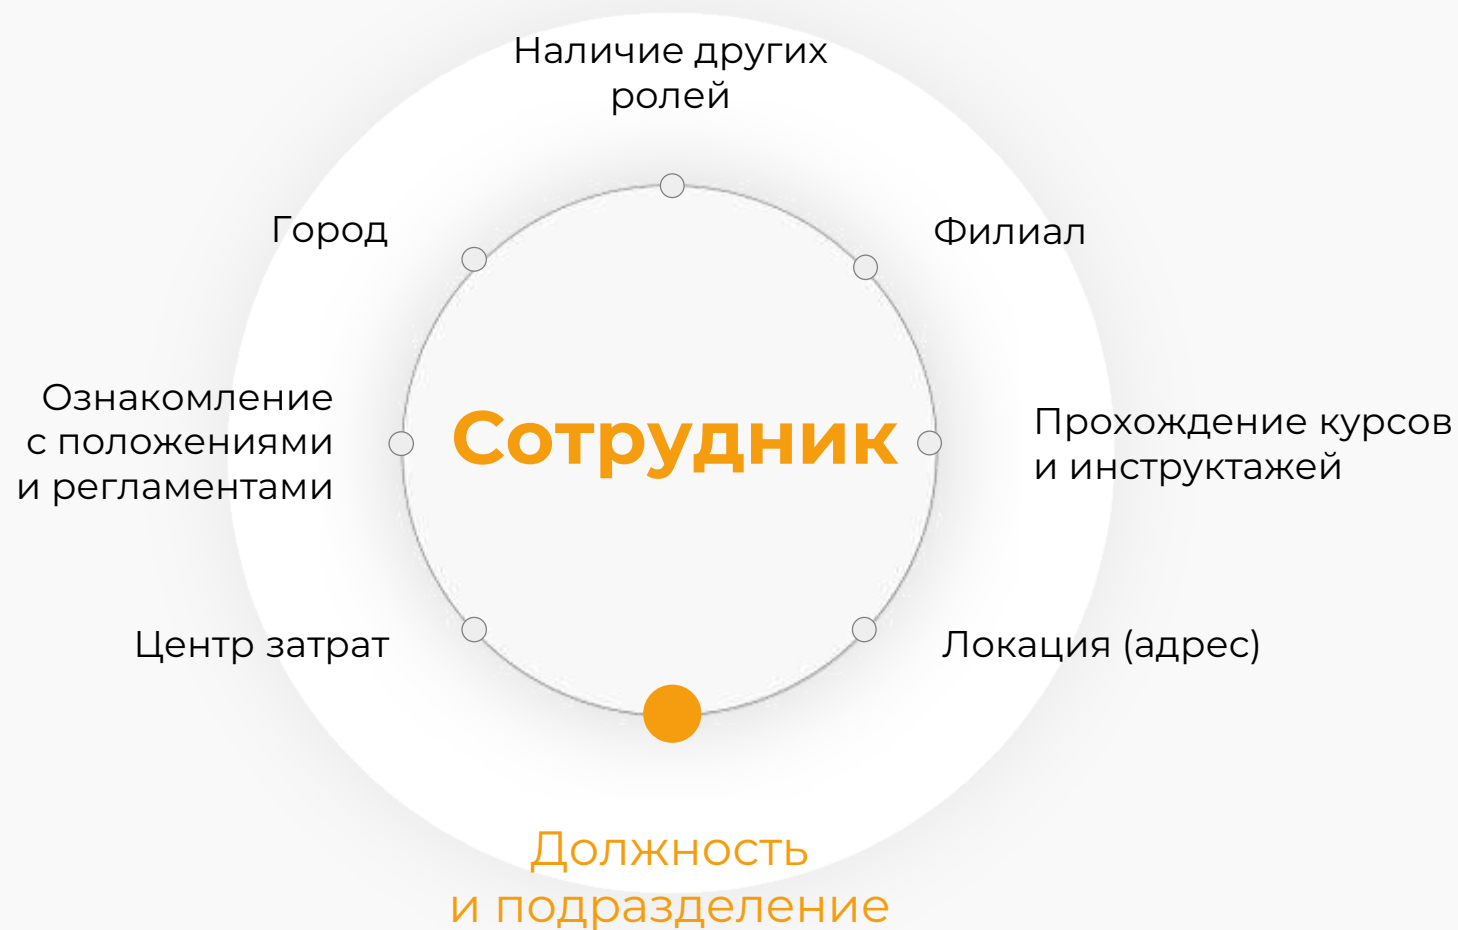 Наличие других
ролей
Город
Филиал
Ознакомление
с положениями
и регламентами
Сотрудник
Прохождение курсов
и инструктажей
Центр затрат
Локация (адрес)
Должность
и подразделение